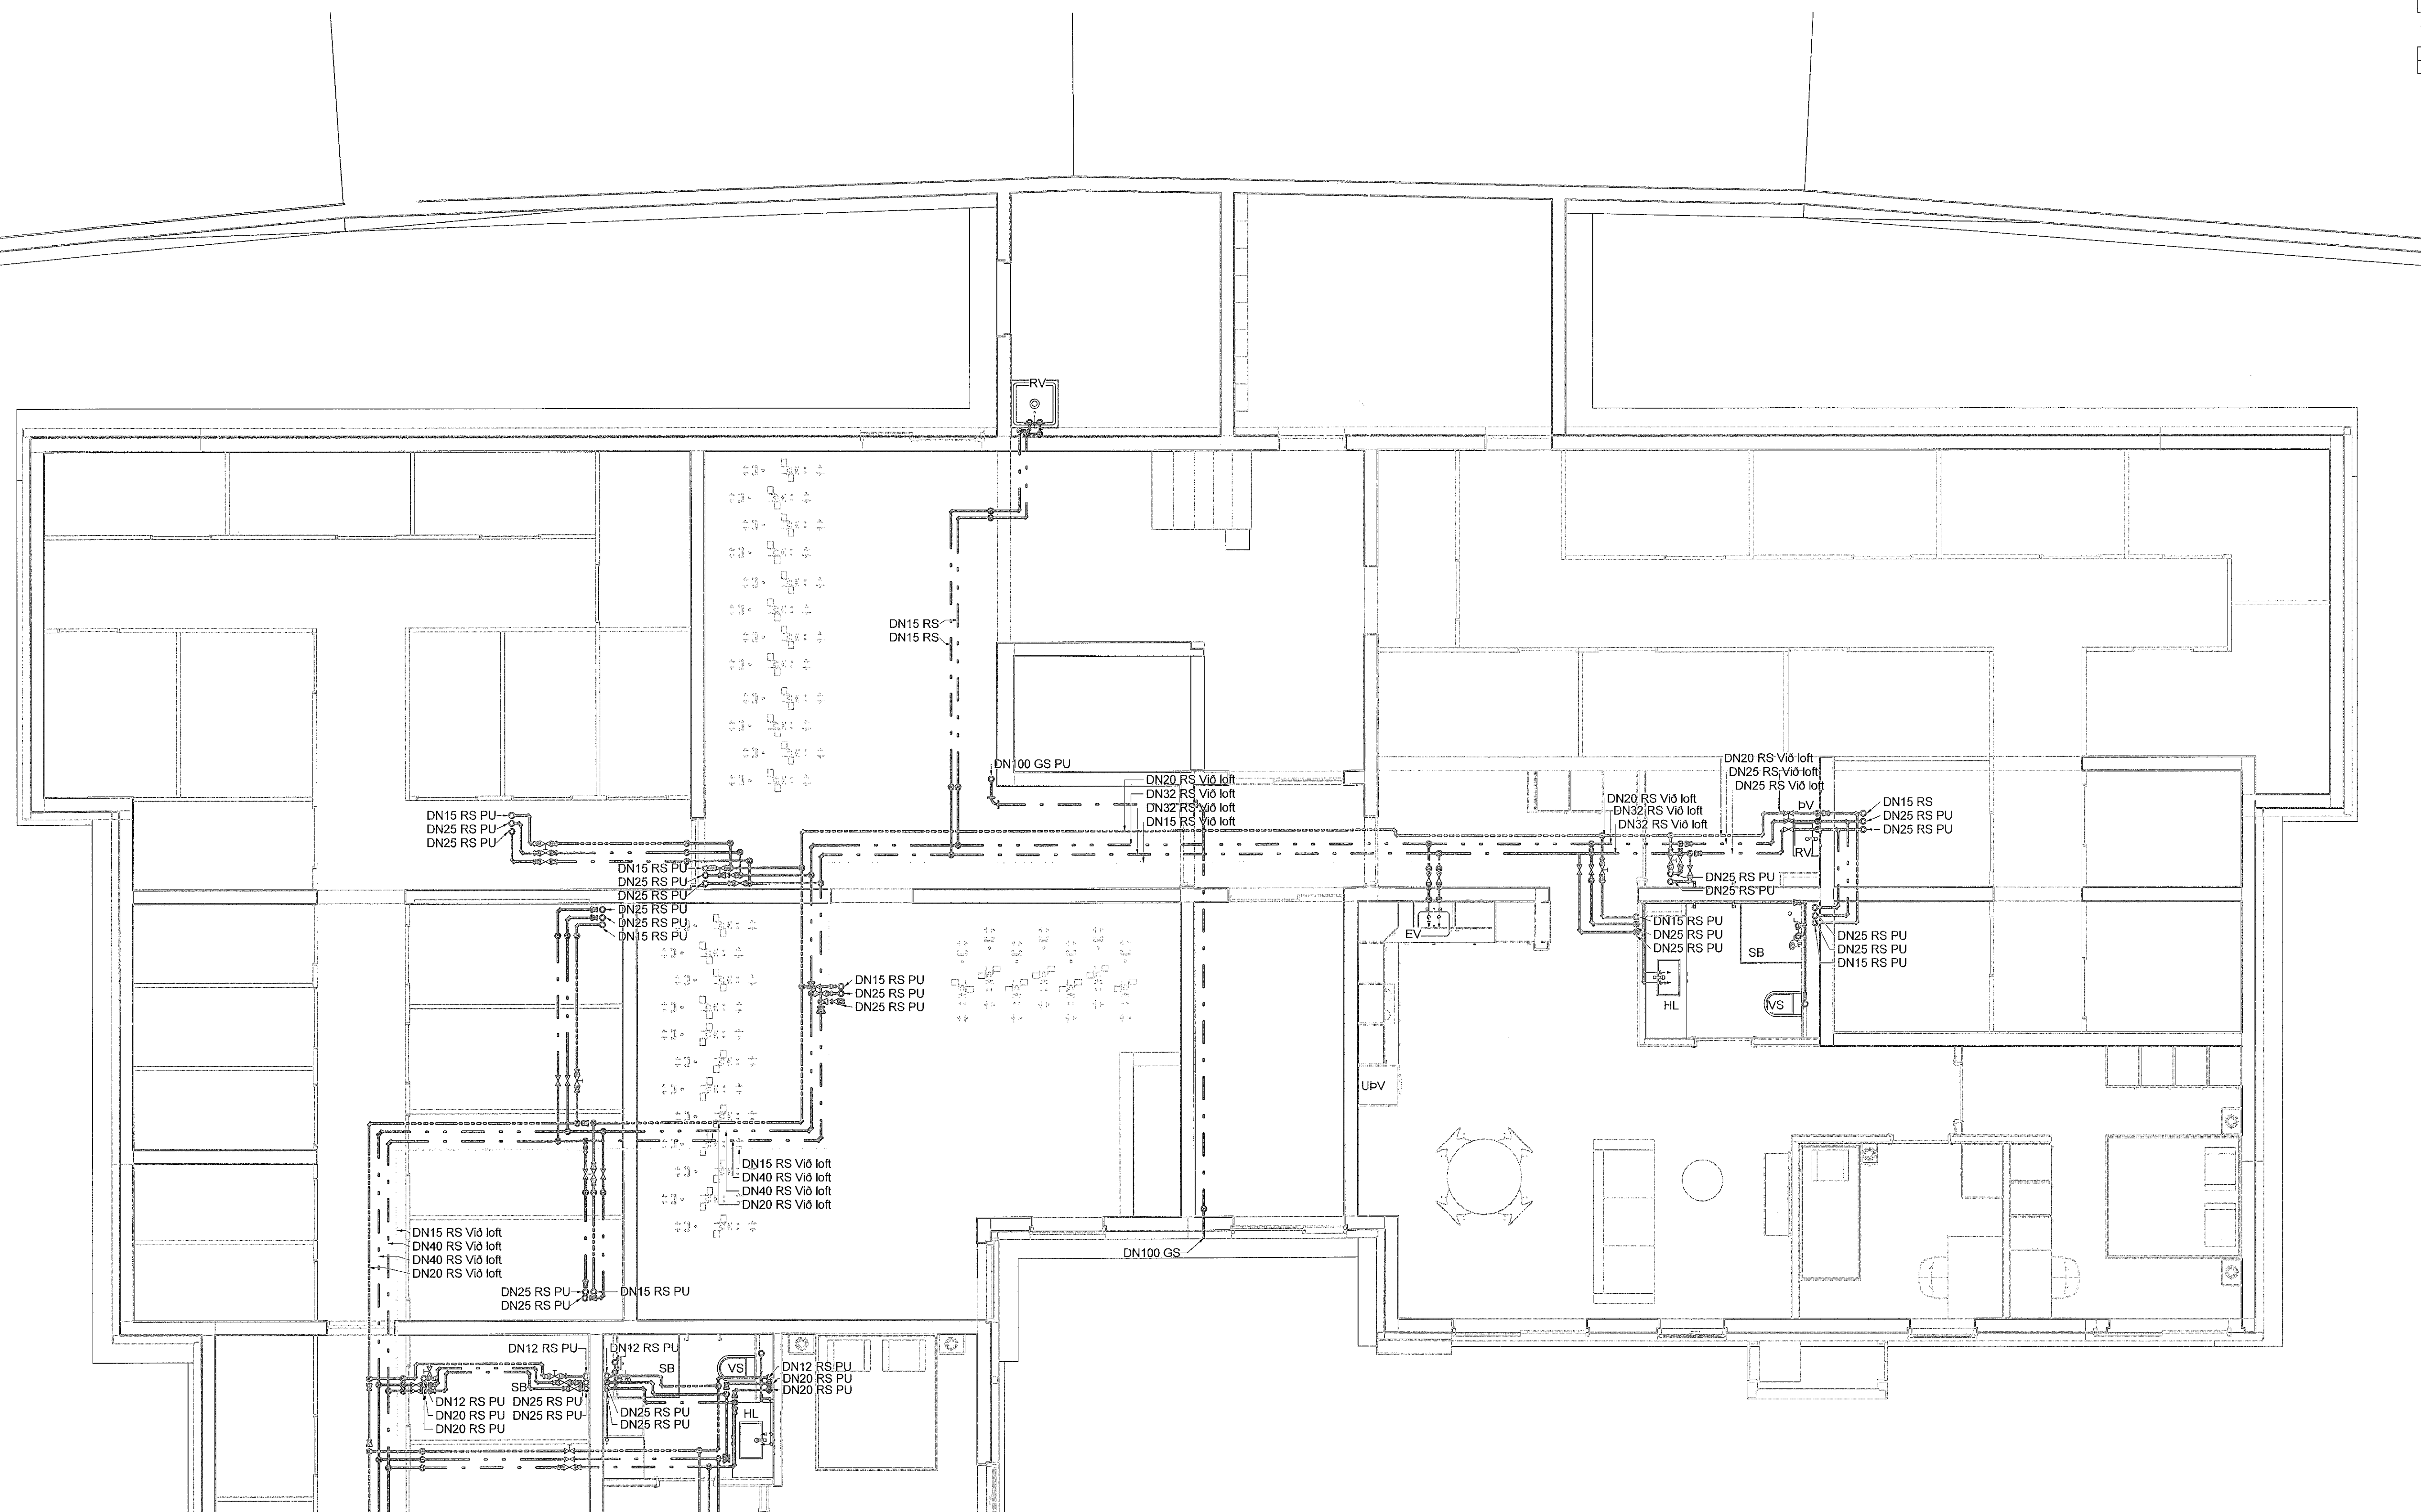 RV
DN15 RS
DN15 RS
DN100 GS PU
DN20 RS Við loft
DN32 RS Við loft
DN32 RS Við loft
DN15 RS Við loft
DN20 RS Við loft
DN25 RS Við loft
DN25 RS Við loft
DN20 RS Við loft
DN32 RS Við loft
DN32 RS Við loft
ÞV
RV
DN15 RS
DN25 RS PU
DN25 RS PU
DN15 RS PU
DN25 RS PU
DN25 RS PU
DN15 RS PU
DN25 RS PU
DN25 RS PU
DN25 RS PU
DN25 RS PU
DN15 RS PU
DN25 RS PU
DN25 RS PU
DN15 RS PU
DN25 RS PU
DN25 RS PU
EV
SB
DN25 RS PU
DN25 RS PU
DN15 RS PU
HL
VS
DN15 RS PU
DN25 RS PU
DN25 RS PU
UÞV
DN15 RS Við loft
DN40 RS Við loft
DN40 RS Við loft
DN20 RS Við loft
DN15 RS Við loft
DN40 RS Við loft
DN40 RS Við loft
DN20 RS Við loft
DN100 GS
DN25 RS PU
DN25 RS PU
DN15 RS PU
DN12 RS PU
DN12 RS PU
SB
VS
DN12 RS PU
DN20 RS PU
DN20 RS PU
SB
DN12 RS PU
DN20 RS PU
DN20 RS PU
DN25 RS PU
DN25 RS PU
DN25 RS PU
DN25 RS PU
HL